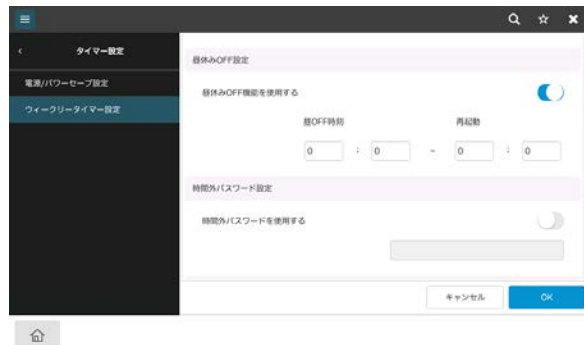 タイマー設定
電源/パワーセーブ設定
ウィークリータイマー設定
昼休みOFF設定
昼休みOFF機能を使用する
昼OFF時刻 再起動
0 : 0 ~ 0 : 0
時間外パスワード設定
時間外パスワードを使用する
キャンセル OK